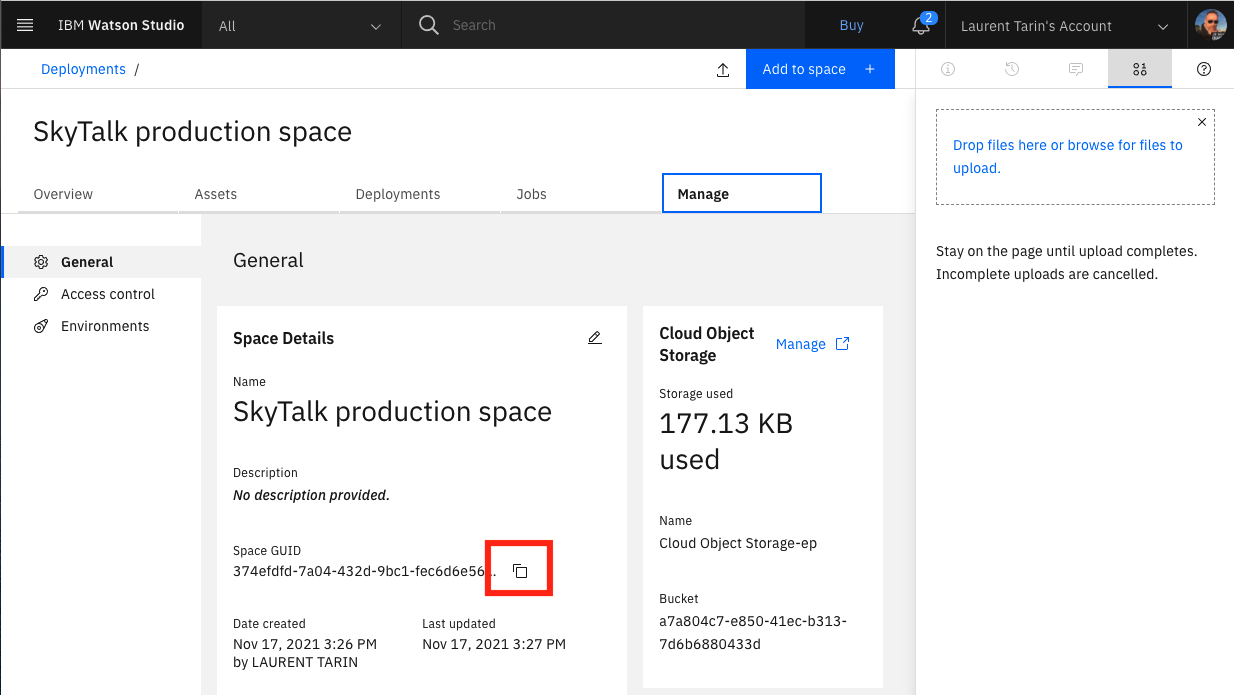 IBM Watson Studio
All
Search
Buy
2
Laurent Tarin's Account
Deployments /
Add to space +
SkyTalk production space
Overview
Assets
Deployments
Jobs
Manage
General
Access control
Environments
General
Space Details
Name
SkyTalk production space
Description
No description provided.
Space GUID
374efdfd-7a04-432d-9bc1-fec6d6e56...
Date created
Nov 17, 2021 3:26 PM
by LAURENT TARIN
Last updated
Nov 17, 2021 3:27 PM
Cloud Object
Storage
Manage
Storage used
177.13 KB
used
Name
Cloud Object Storage-ep
Bucket
a7a804c7-e850-41ec-b313-
7d6b6880433d
Drop files here or browse for files to
upload.
Stay on the page until upload completes.
Incomplete uploads are cancelled.